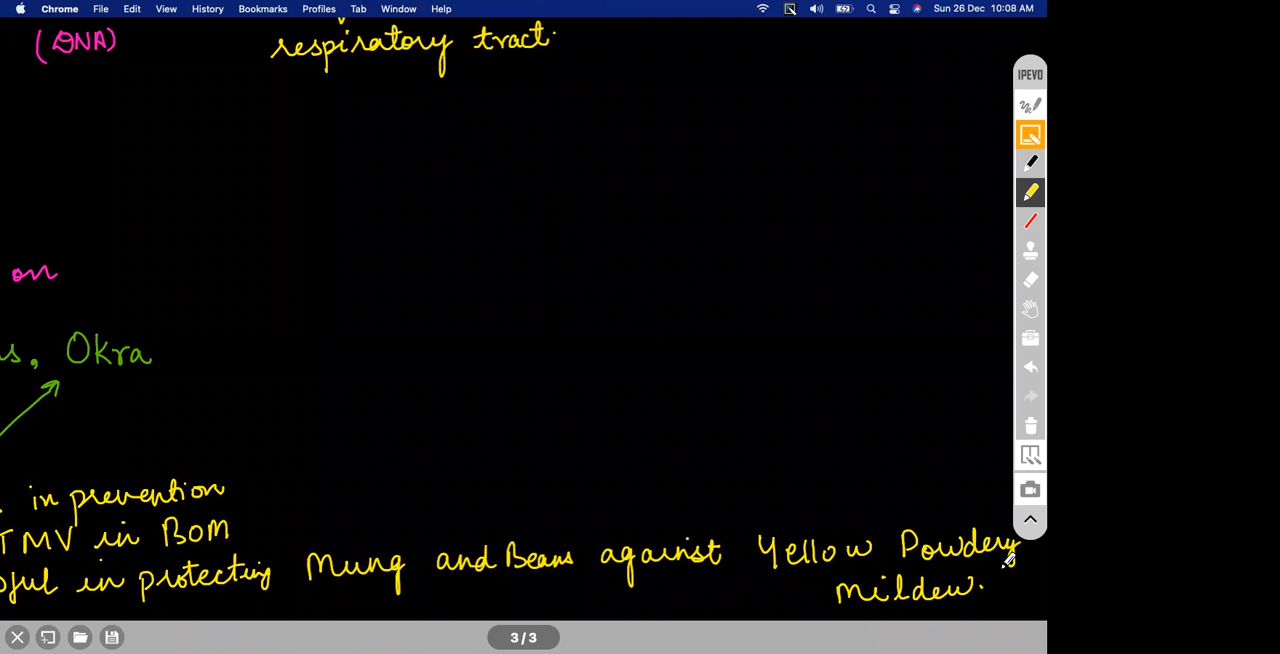 Chrome File Edit View History Bookmarks Profiles Tab Window Help 62 Sun 26 Dec 10:08 AM
(DNA) respiratory tract.
IPEVO
on
Okra
in prevention
TMV in BOM
in protecting Mung and Beans against Yellow Powdery
mildew.
3/3